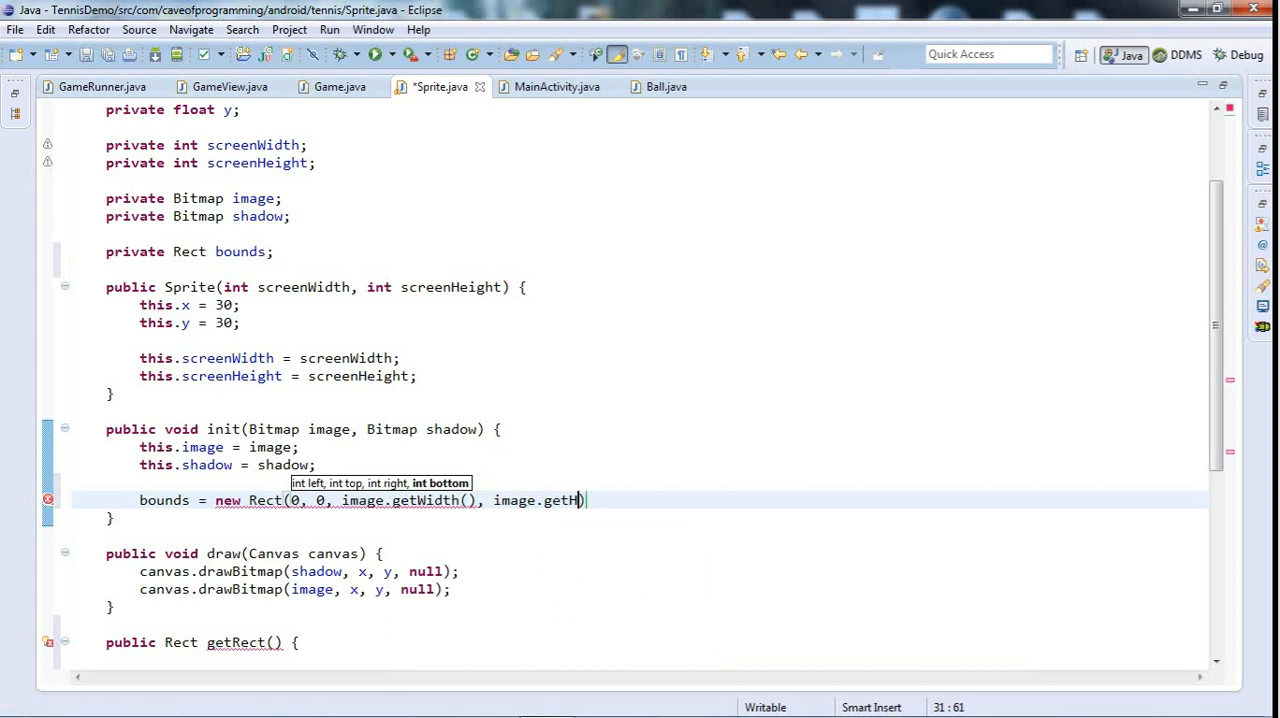 Java - TennisDemo/src/com/caveofprogramming/android/tennis/Sprite.java - Eclipse
File Edit Refactor Source Navigate Search Project Run Window Help
Quick Access Java DDMS Debug
GameRunner.java GameView.java Game.java *Sprite.java MainActivity.java Ball.java
private float y;
private int screenWidth;
private int screenHeight;
private Bitmap image;
private Bitmap shadow;
private Rect bounds;
public Sprite(int screenWidth, int screenHeight) {
this.x = 30;
this.y = 30;
this.screenWidth = screenWidth;
this.screenHeight = screenHeight;
}
public void init(Bitmap image, Bitmap shadow) {
this.image = image;
this.shadow = shadow;
int left, int top, int right, int bottom
bounds = new Rect(0, 0, image.getWidth(), image.getH)
}
public void draw(Canvas canvas) {
canvas.drawBitmap(shadow, x, y, null);
canvas.drawBitmap(image, x, y, null);
}
public Rect getRect() {
Writable Smart Insert 31 : 61